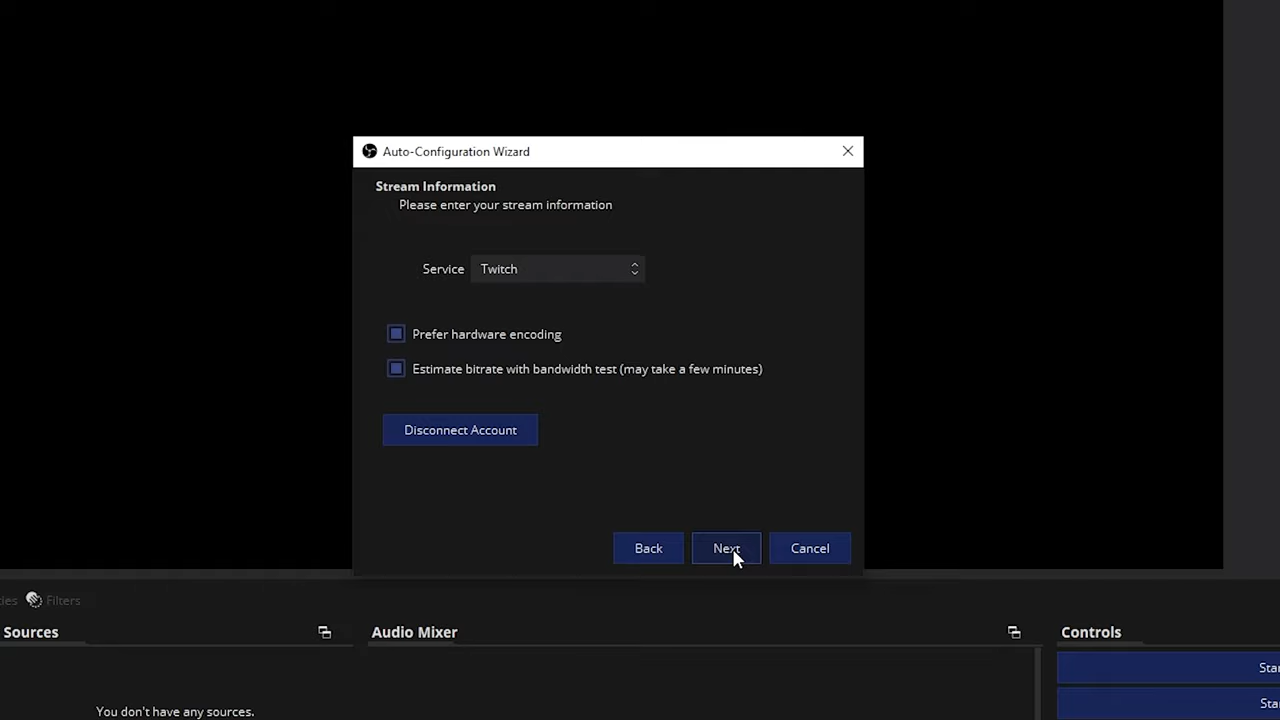 Auto-Configuration Wizard
Stream Information
Please enter your stream information
Service Twitch
Prefer hardware encoding
Estimate bitrate with bandwidth test (may take a few minutes)
Disconnect Account
Back Next Cancel
Filters
Sources Audio Mixer Controls
You don't have any sources.